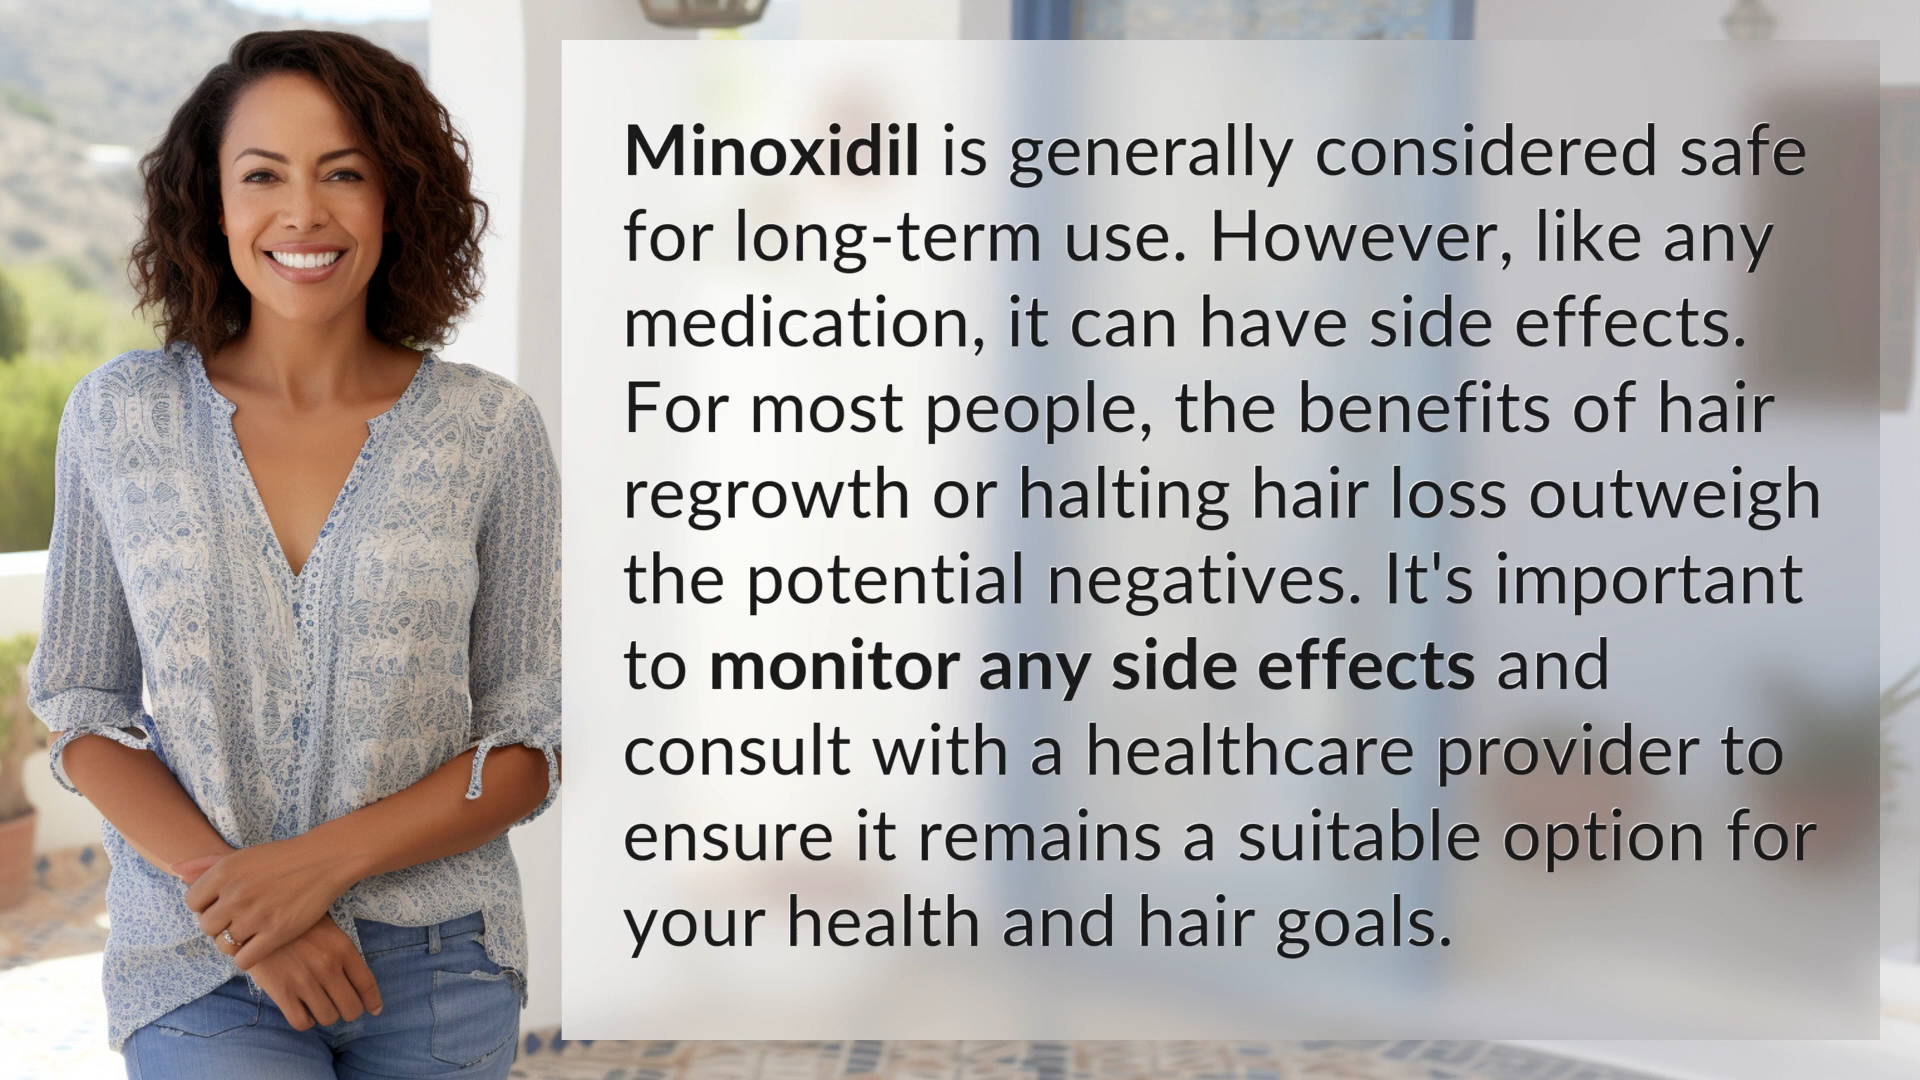 Minoxidil is generally considered safe
for long-term use. However, like any
medication, it can have side effects.
For most people, the benefits of hair
regrowth or halting hair loss outweigh
the potential negatives. It's important
to monitor any side effects and
consult with a healthcare provider to
ensure it remains a suitable option for
your health and hair goals.